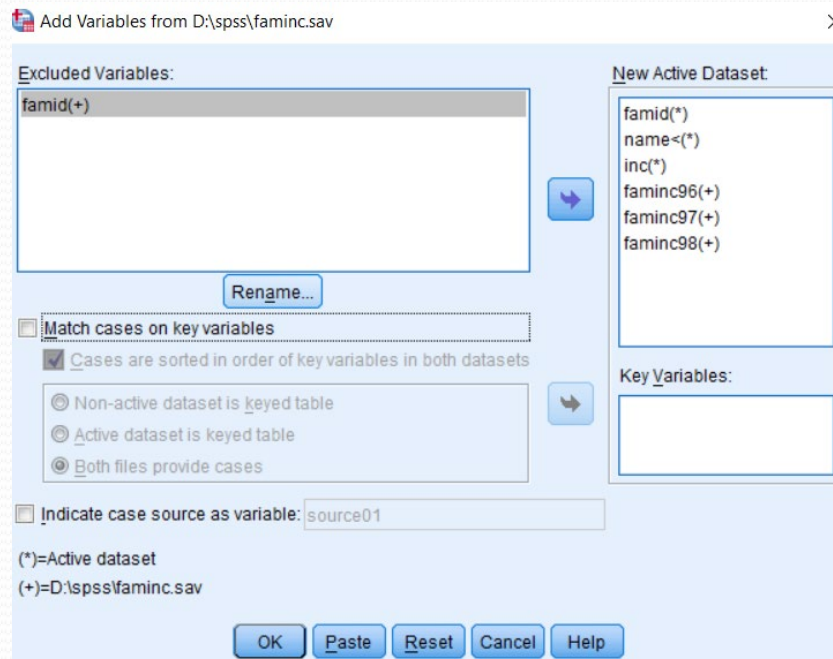 Add Variables from D:\spss\faminc.sav
Excluded Variables:
famid(+)
Rename...
Match cases on key variables
Cases are sorted in order of key variables in both datasets
Non-active dataset is keyed table
Active dataset is keyed table
Both files provide cases
Indicate case source as variable: source01
(*)=Active dataset
(+)=D:\spss\faminc.sav
New Active Dataset:
famid(*)
name<(*)
inc(*)
faminc96(+)
faminc97(+)
faminc98(+)
Key Variables:
OK Paste Reset Cancel Help